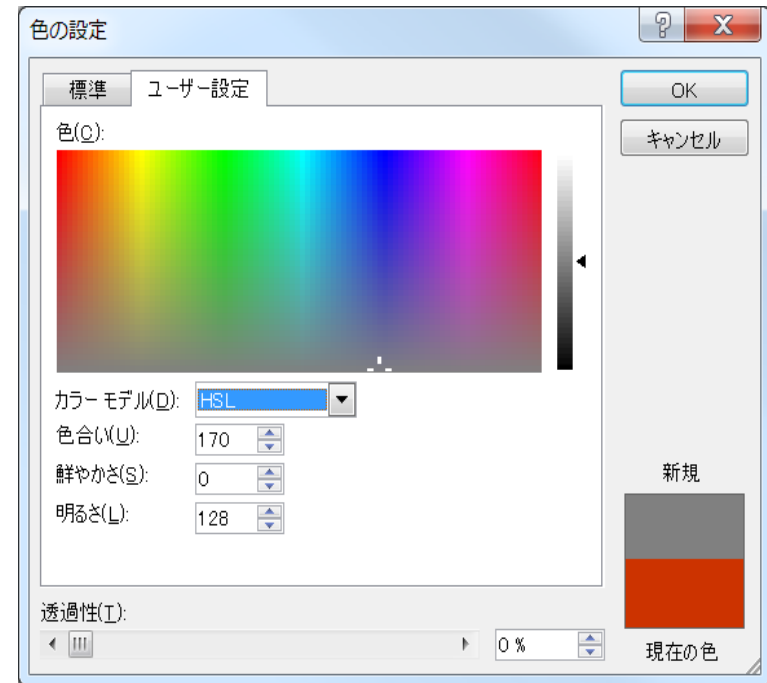 色の設定
標準 ユーザー設定
OK
キャンセル
色(C):
カラー モデル(D): HSL
色合い(U): 170
鮮やかさ(S): 0
明るさ(L): 128
新規
現在の色
透過性(T):
0 %